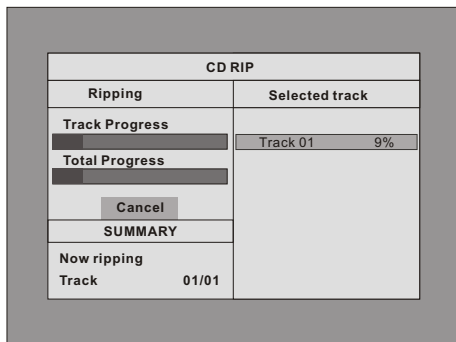 CD RIP
Ripping
Selected track
Track Progress
Track 01 9%
Total Progress
Cancel
SUMMARY
Now ripping
Track 01/01